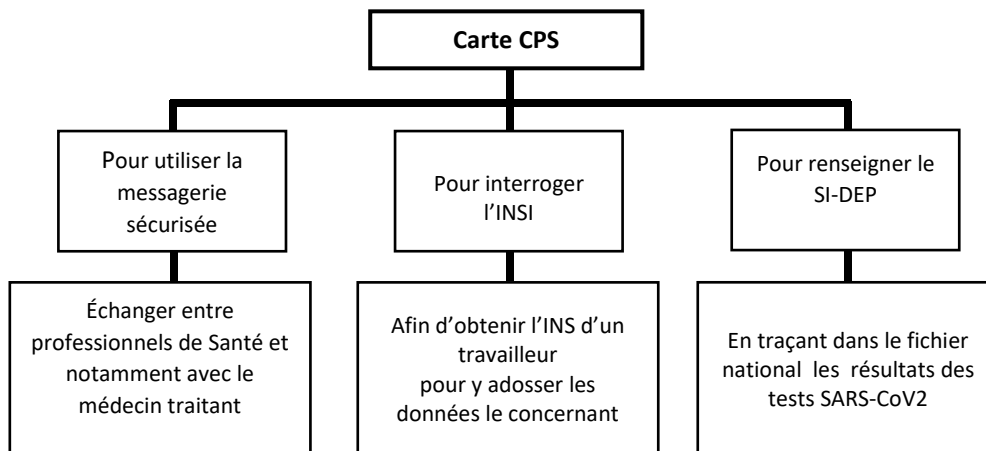 Carte CPS
Pour utiliser la
messagerie
sécurisée
Pour interroger
l’INSI
Pour renseigner le
SI-DEP
Échanger entre
professionnels de Santé et
notamment avec le
médecin traitant
Afin d’obtenir l’INS d’un
travailleur
pour y adosser les
données le concernant
En traçant dans le fichier
national les résultats des
tests SARS-CoV2